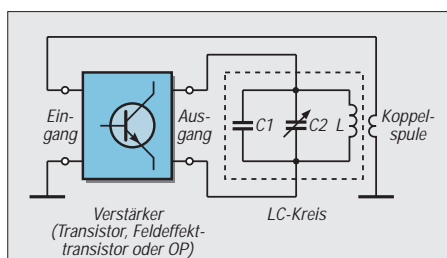 Ein-
gang
Aus-
gang
C1
C2
L
Koppel-
spule
Verstärker
(Transistor, Feldeffekt-
transistor oder OP)
LC-Kreis